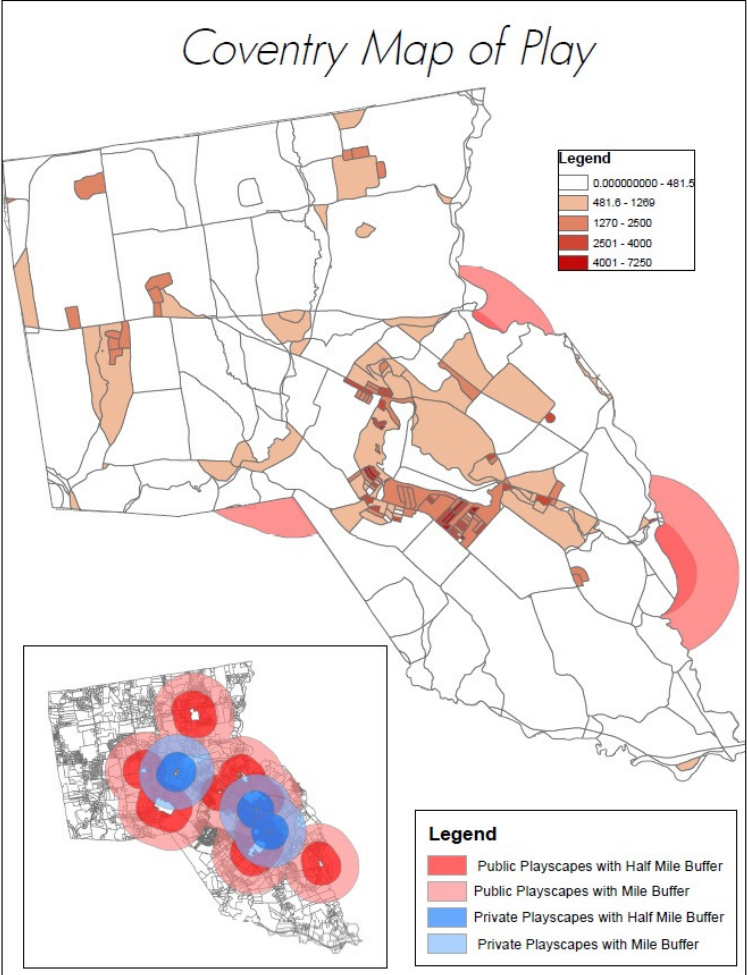 Coventry Map of Play
Legend
0.000000000 - 481.5
481.6 - 1269
1270 - 2500
2501 - 4000
4001 - 7250
Legend
Public Playscapes with Half Mile Buffer
Public Playscapes with Mile Buffer
Private Playscapes with Half Mile Buffer
Private Playscapes with Mile Buffer